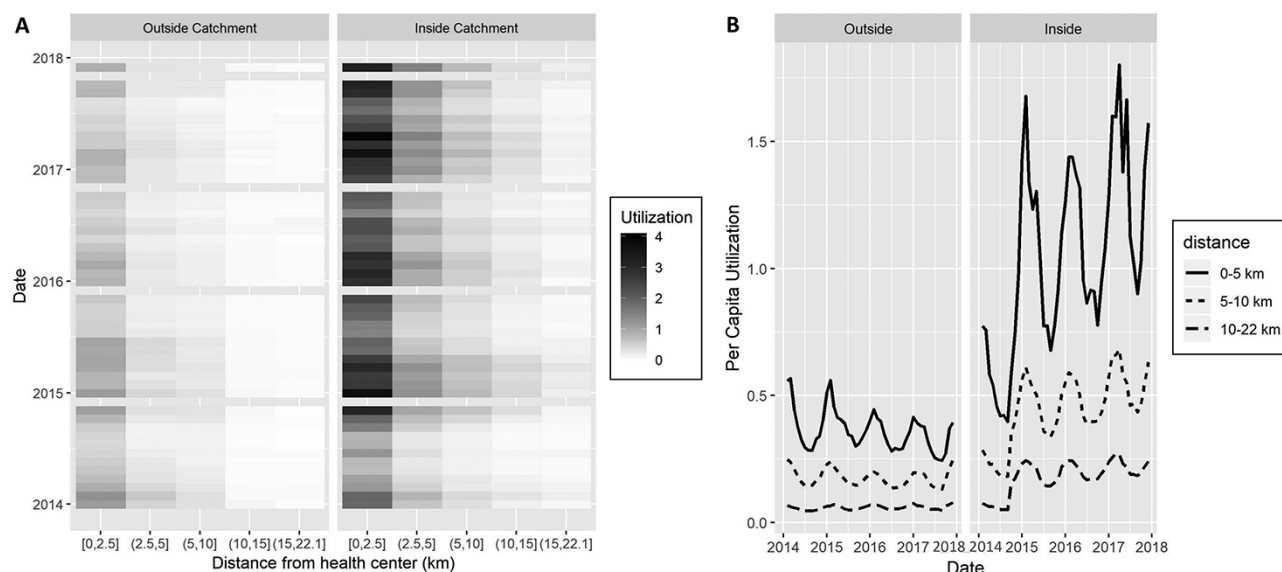 A
Outside Catchment
Inside Catchment
2018
2017
2016
2015
2014
Date
[0,2.5]
(2.5,5]
(5,10]
(10,15]
(15,22.1]
[0,2.5]
(2.5,5]
(5,10]
(10,15]
(15,22.1]
Distance from health center (km)
Utilization
4
3
2
1
0
B
Outside
Inside
1.5
1.0
0.5
0.0
Per Capita Utilization
2014
2015
2016
2017
2018
2014
2015
2016
2017
2018
Date
distance
0-5 km
5-10 km
10-22 km